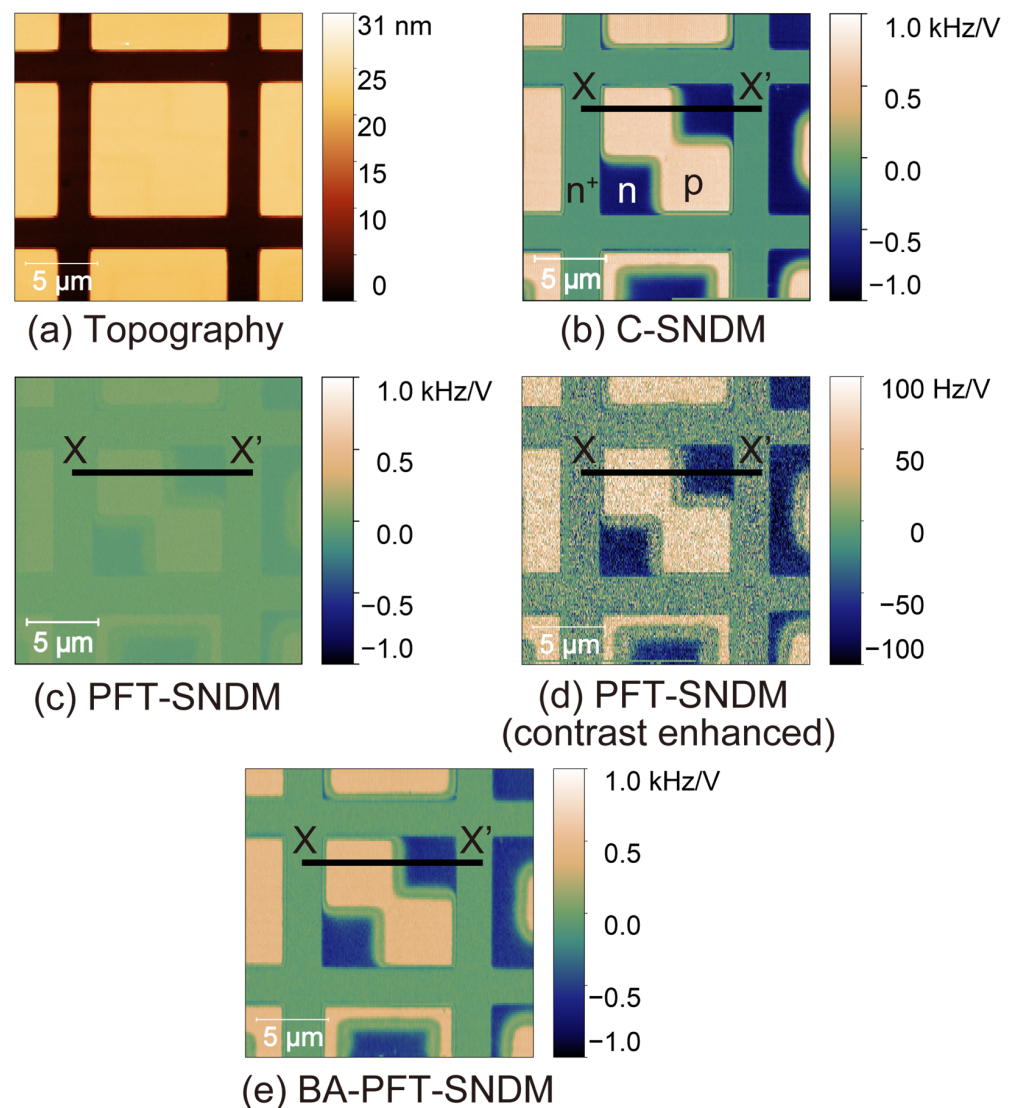 31 nm
25
20
15
10
0
5 μm
(a) Topography
1.0 kHz/V
0.5
0.0
−0.5
−1.0
X X’
n+ n p
5 μm
(b) C-SNDM
1.0 kHz/V
0.5
0.0
−0.5
−1.0
X X’
5 μm
(c) PFT-SNDM
100 Hz/V
50
0
−50
−100
X X’
5 μm
(d) PFT-SNDM
(contrast enhanced)
1.0 kHz/V
0.5
0.0
−0.5
−1.0
X X’
5 μm
(e) BA-PFT-SNDM